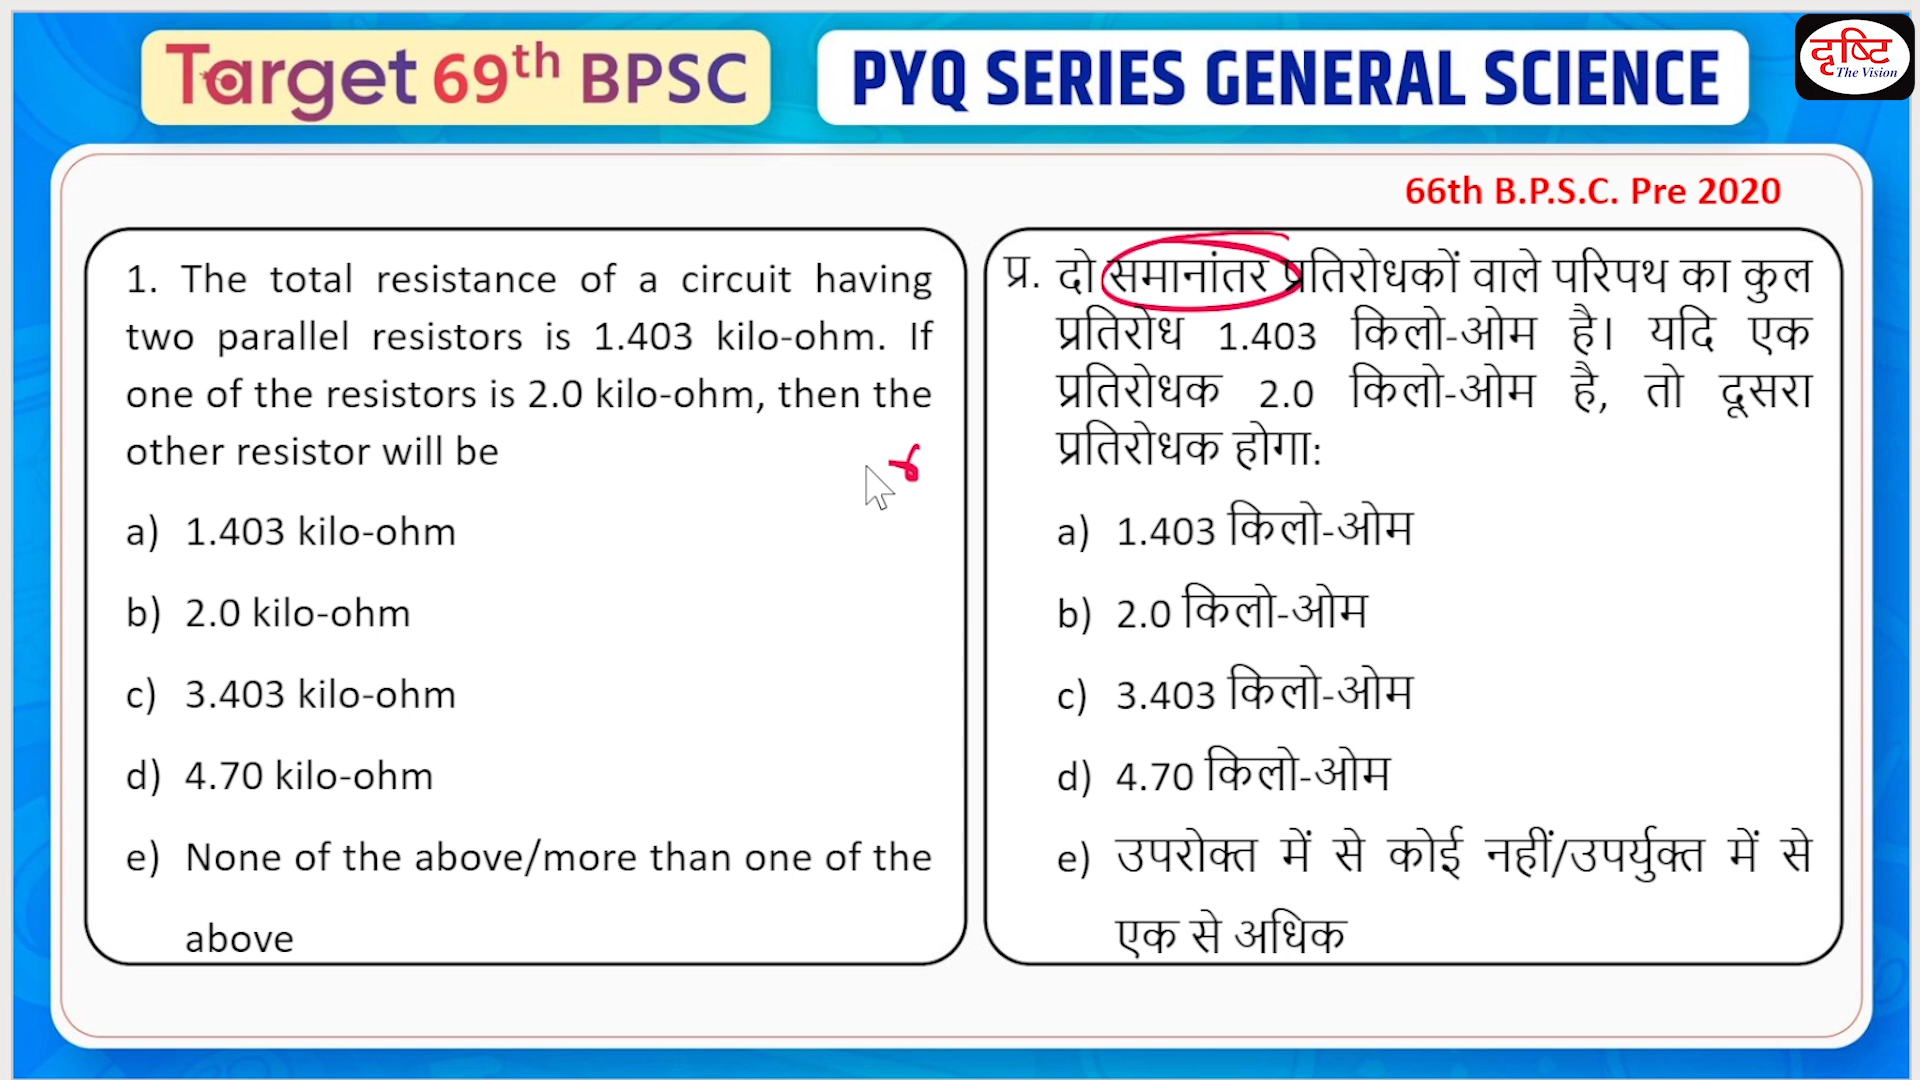 Target 69th BPSC
PYQ SERIES GENERAL SCIENCE
दृष्टि
The Vision
66th B.P.S.C. Pre 2020
1. The total resistance of a circuit having
two parallel resistors is 1.403 kilo-ohm. If
one of the resistors is 2.0 kilo-ohm, then the
other resistor will be
a) 1.403 kilo-ohm
b) 2.0 kilo-ohm
c) 3.403 kilo-ohm
d) 4.70 kilo-ohm
e) None of the above/more than one of the
above
प्र. दो समानांतर प्रतिरोधकों वाले परिपथ का कुल
प्रतिरोध 1.403 किलो-ओम है। यदि एक
प्रतिरोधक 2.0 किलो-ओम है, तो दूसरा
प्रतिरोधक होगा:
a) 1.403 किलो-ओम
b) 2.0 किलो-ओम
c) 3.403 किलो-ओम
d) 4.70 किलो-ओम
e) उपरोक्त में से कोई नहीं/उपर्युक्त में से
एक से अधिक